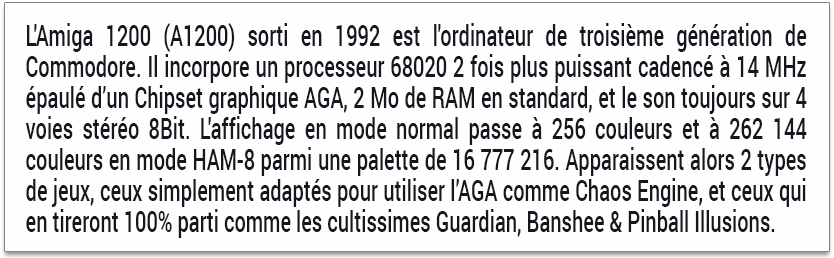 L'Amiga 1200 (A1200) sorti en 1992 est l'ordinateur de troisième génération de
Commodore. Il incorpore un processeur 68020 2 fois plus puissant cadencé à 14 MHz
épaulé d’un Chipset graphique AGA, 2 Mo de RAM en standard, et le son toujours sur 4
voies stéréo 8Bit. L'affichage en mode normal passe à 256 couleurs et à 262 144
couleurs en mode HAM-8 parmi une palette de 16 777 216. Apparaissent alors 2 types
de jeux, ceux simplement adaptés pour utiliser l’AGA comme Chaos Engine, et ceux qui
en tireront 100% parti comme les cultissimes Guardian, Banshee & Pinball Illusions.